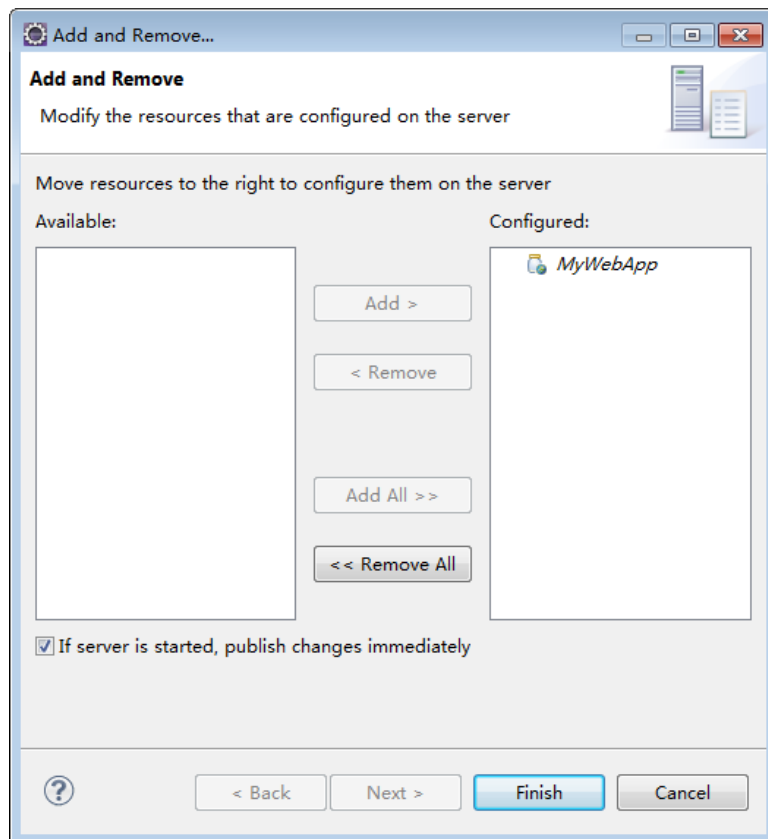 Add and Remove...
Add and Remove
Modify the resources that are configured on the server
Move resources to the right to configure them on the server
Available:
Configured:
MyWebApp
Add >
< Remove
Add All >>
<< Remove All
If server is started, publish changes immediately
?
< Back
Next >
Finish
Cancel